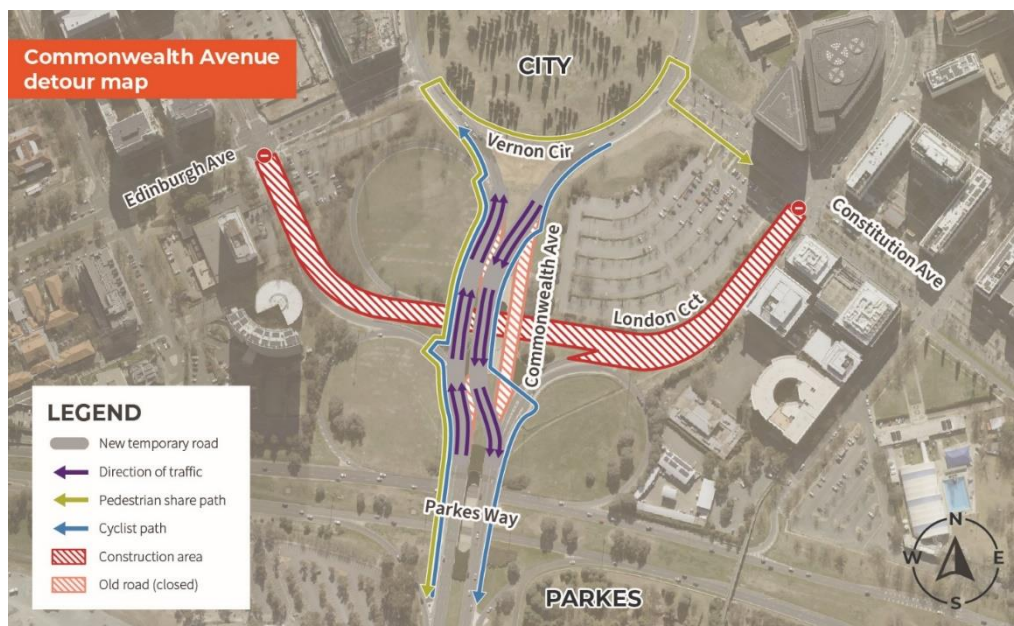 Commonwealth Avenue
detour map
CITY
Vernon Cir
Edinburgh Ave
Constitution Ave
Commonwealth Ave
London Cct
LEGEND
New temporary road
Direction of traffic
Pedestrian share path
Cyclist path
Construction area
Old road (closed)
Parkes Way
PARKES
N
W
E
S